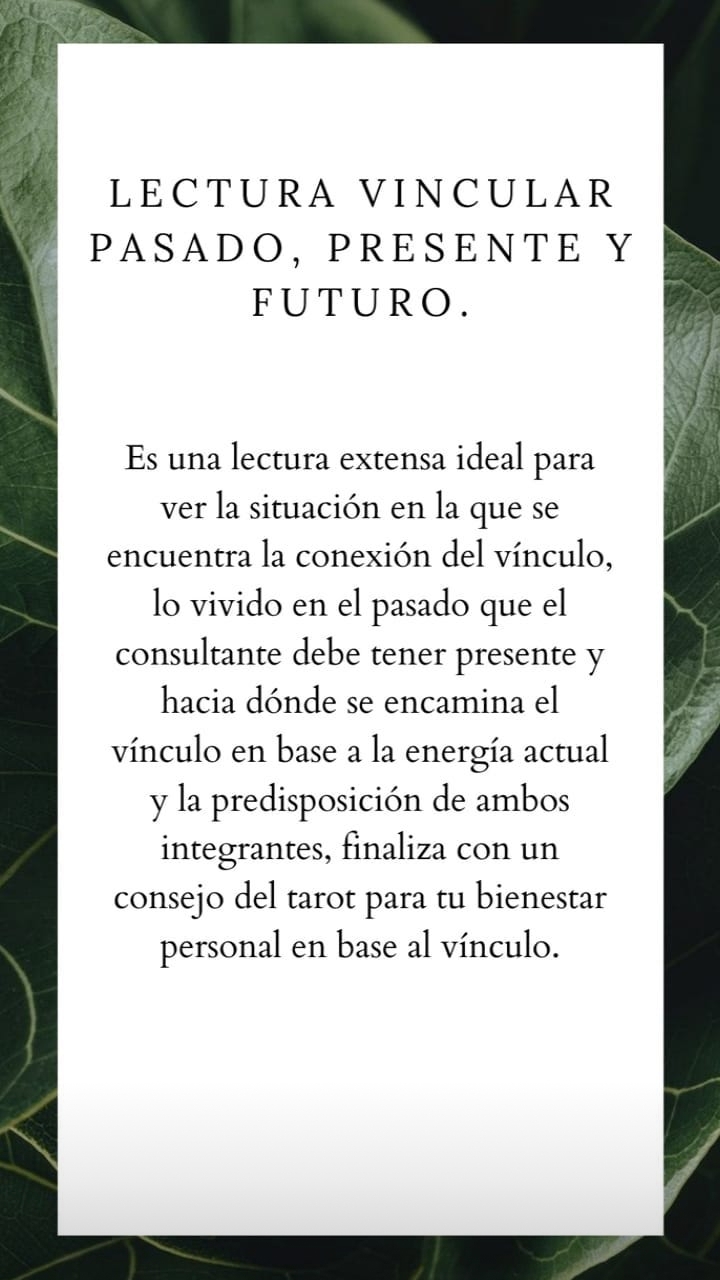 LECTURA VINCULAR
PASADO, PRESENTE Y
FUTURO.
Es una lectura extensa ideal para
ver la situación en la que se
encuentra la conexión del vínculo,
lo vivido en el pasado que el
consultante debe tener presente y
hacia dónde se encamina el
vínculo en base a la energía actual
y la predisposición de ambos
integrantes, finaliza con un
consejo del tarot para tu bienestar
personal en base al vínculo.